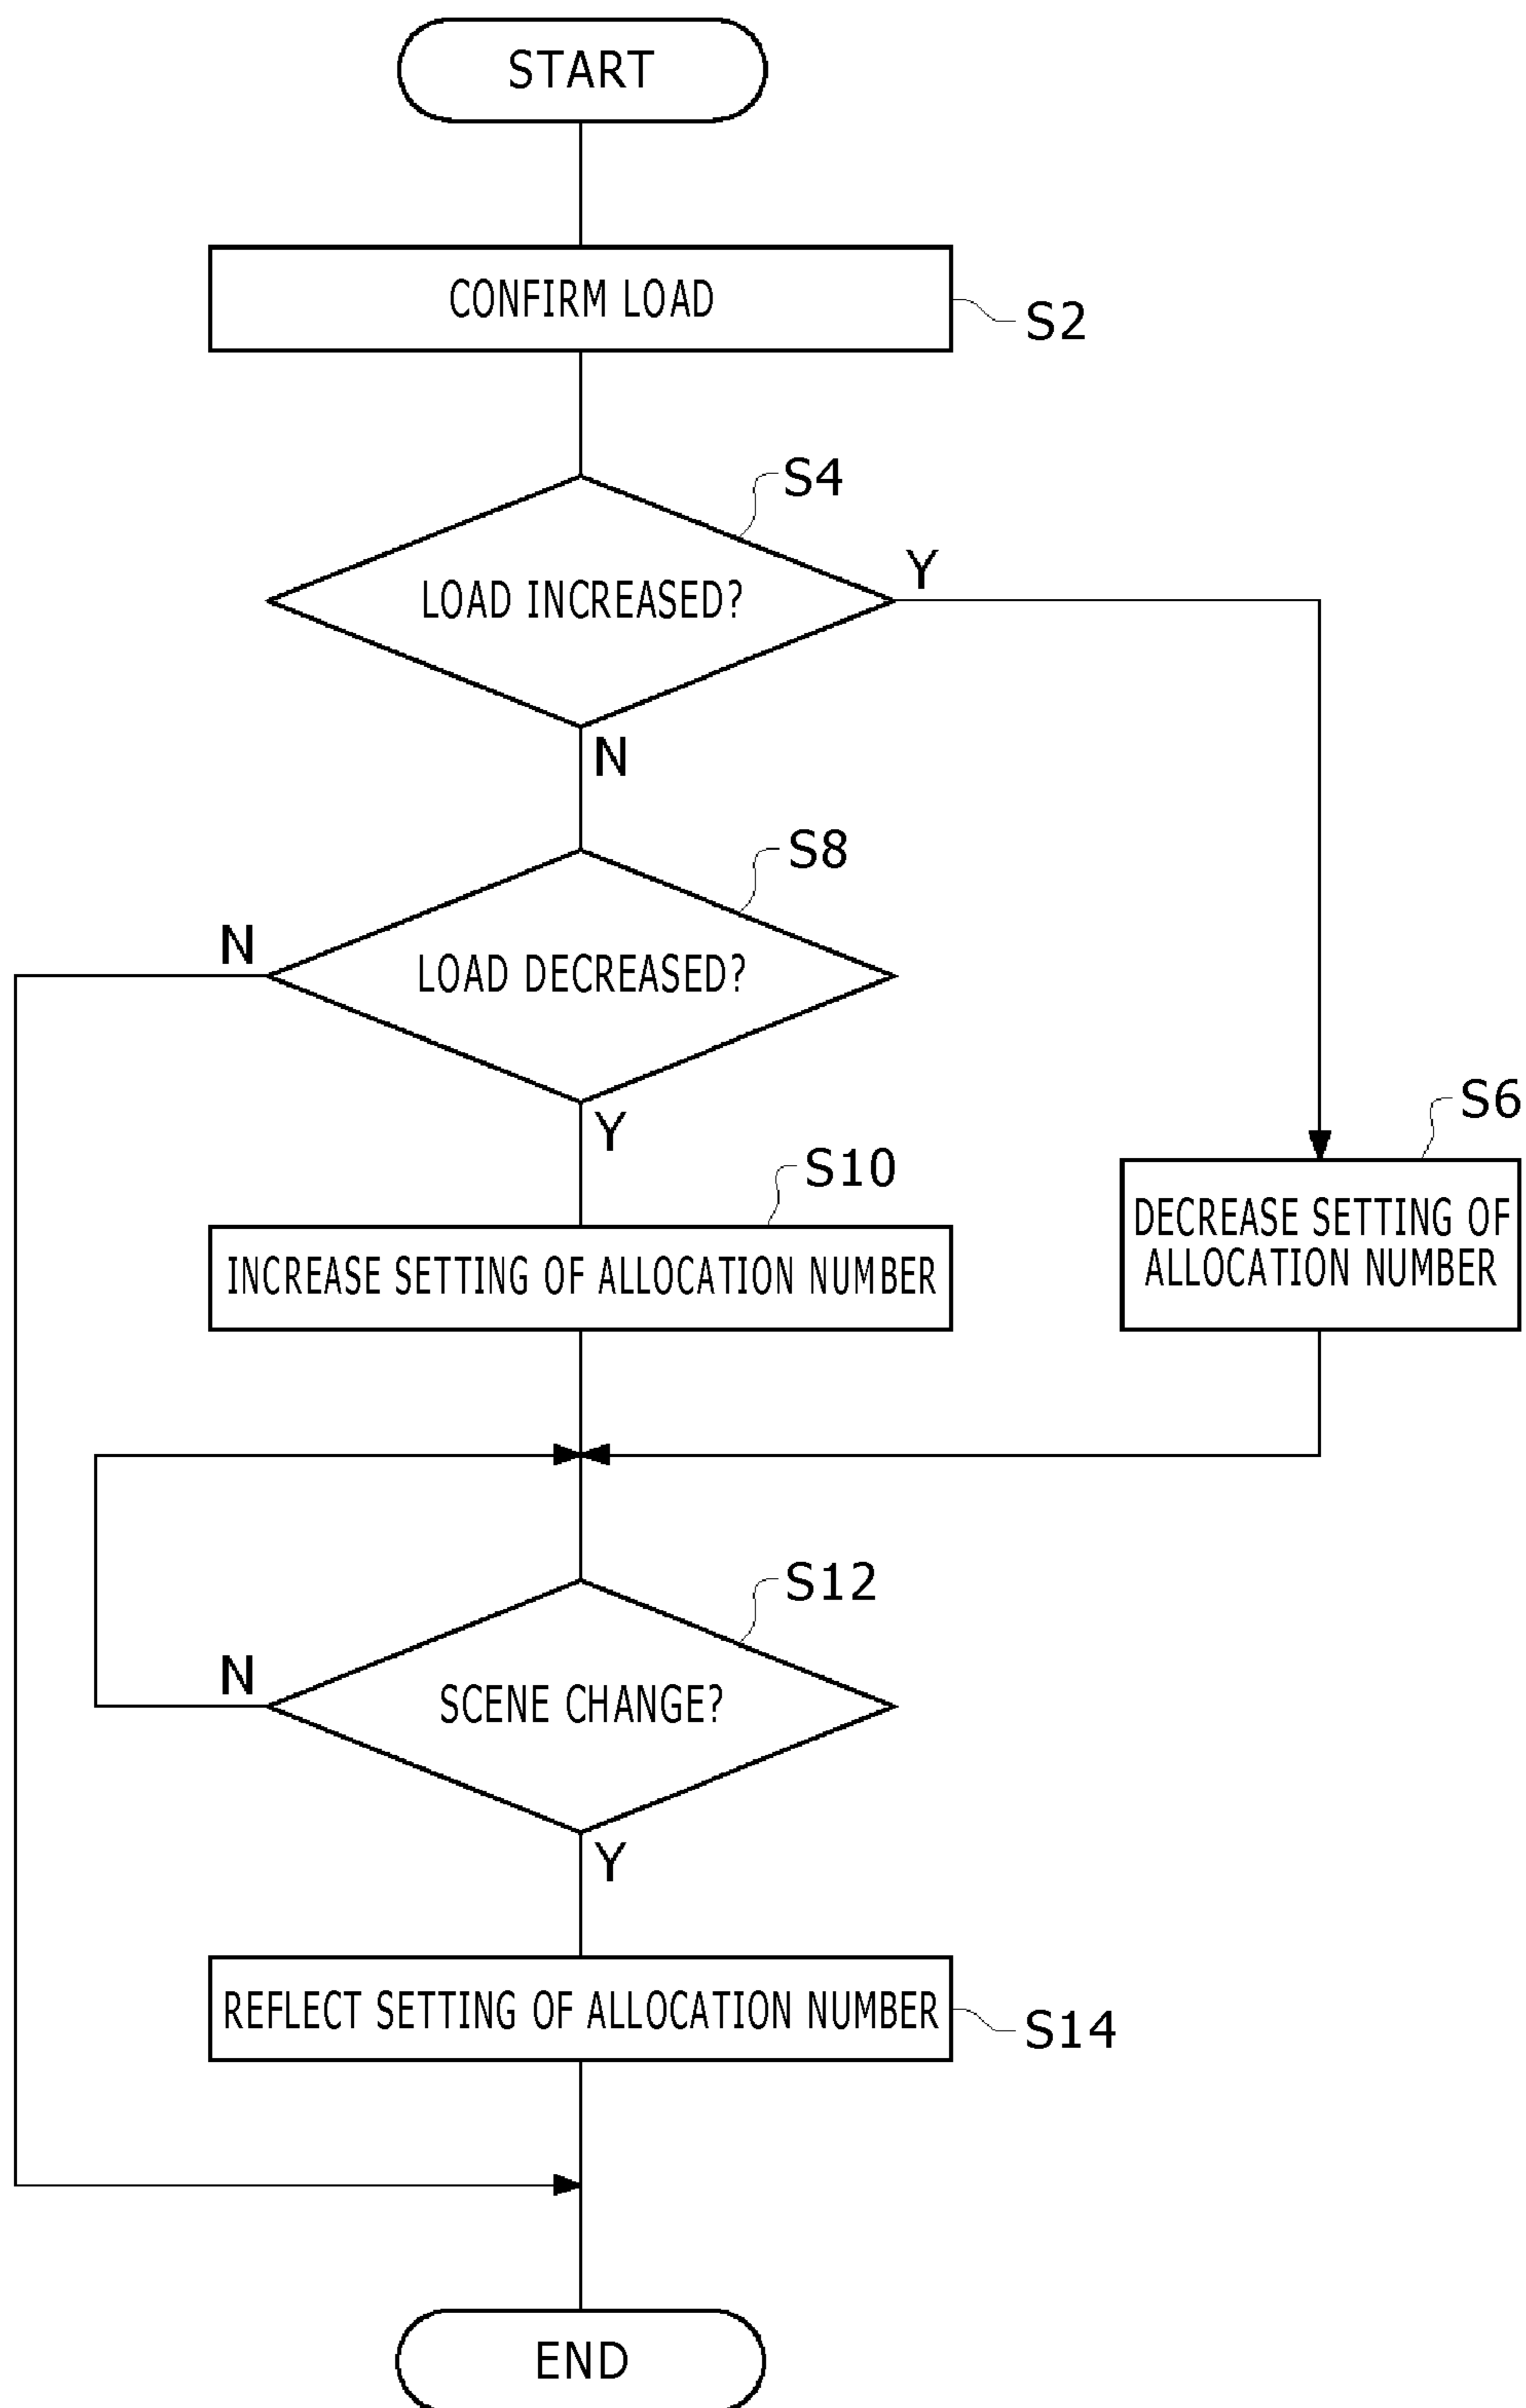 START
CONFIRM LOAD
S2
S4
LOAD INCREASED?
Y
N
S8
LOAD DECREASED?
N
Y
S6
DECREASE SETTING OF
ALLOCATION NUMBER
S10
INCREASE SETTING OF ALLOCATION NUMBER
S12
SCENE CHANGE?
N
Y
REFLECT SETTING OF ALLOCATION NUMBER
S14
END